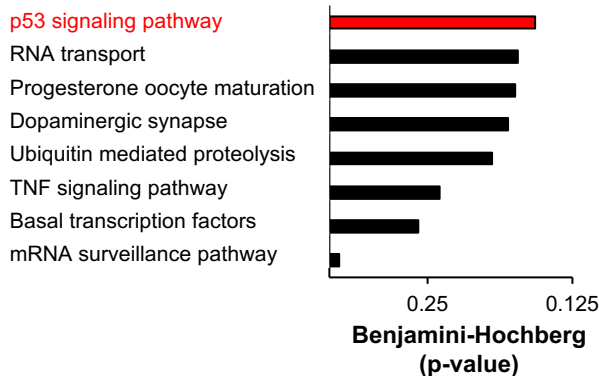 p53 signaling pathway
RNA transport
Progesterone oocyte maturation
Dopaminergic synapse
Ubiquitin mediated proteolysis
TNF signaling pathway
Basal transcription factors
mRNA surveillance pathway
0.25 0.125
Benjamini-Hochberg
(p-value)